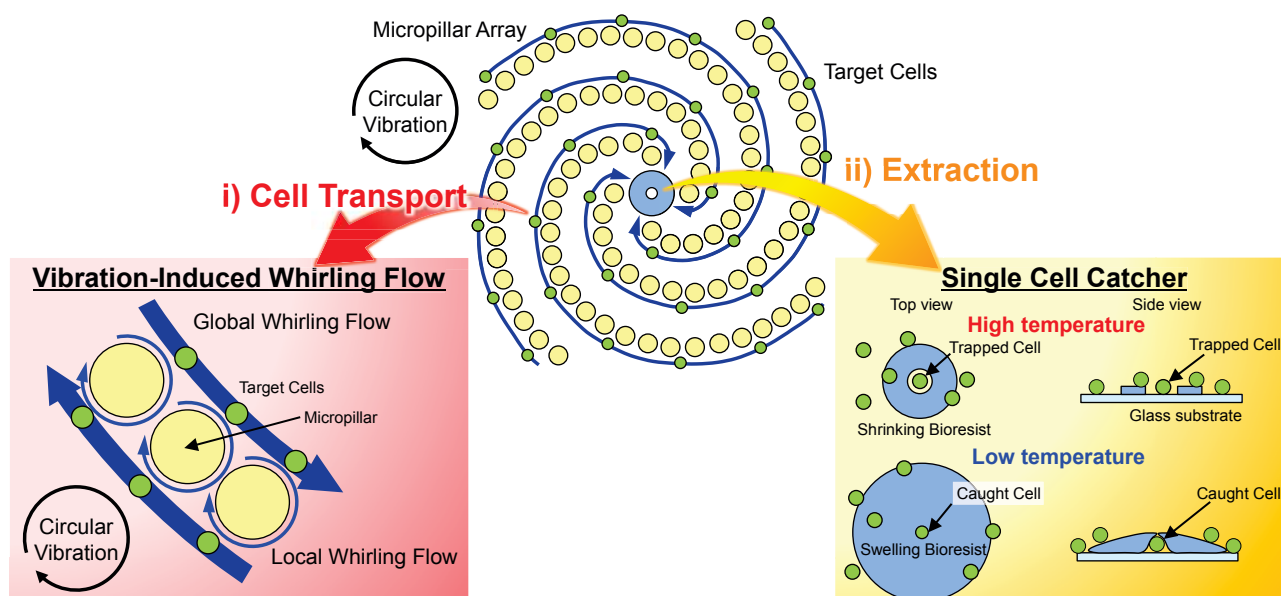 Micropillar Array
Target Cells
Circular
Vibration
i) Cell Transport
ii) Extraction
Vibration-Induced Whirling Flow
Global Whirling Flow
Target Cells
Micropillar
Circular
Vibration
Local Whirling Flow
Single Cell Catcher
Top view
Side view
High temperature
Trapped Cell
Trapped Cell
Shrinking Bioresist
Glass substrate
Low temperature
Caught Cell
Caught Cell
Swelling Bioresist